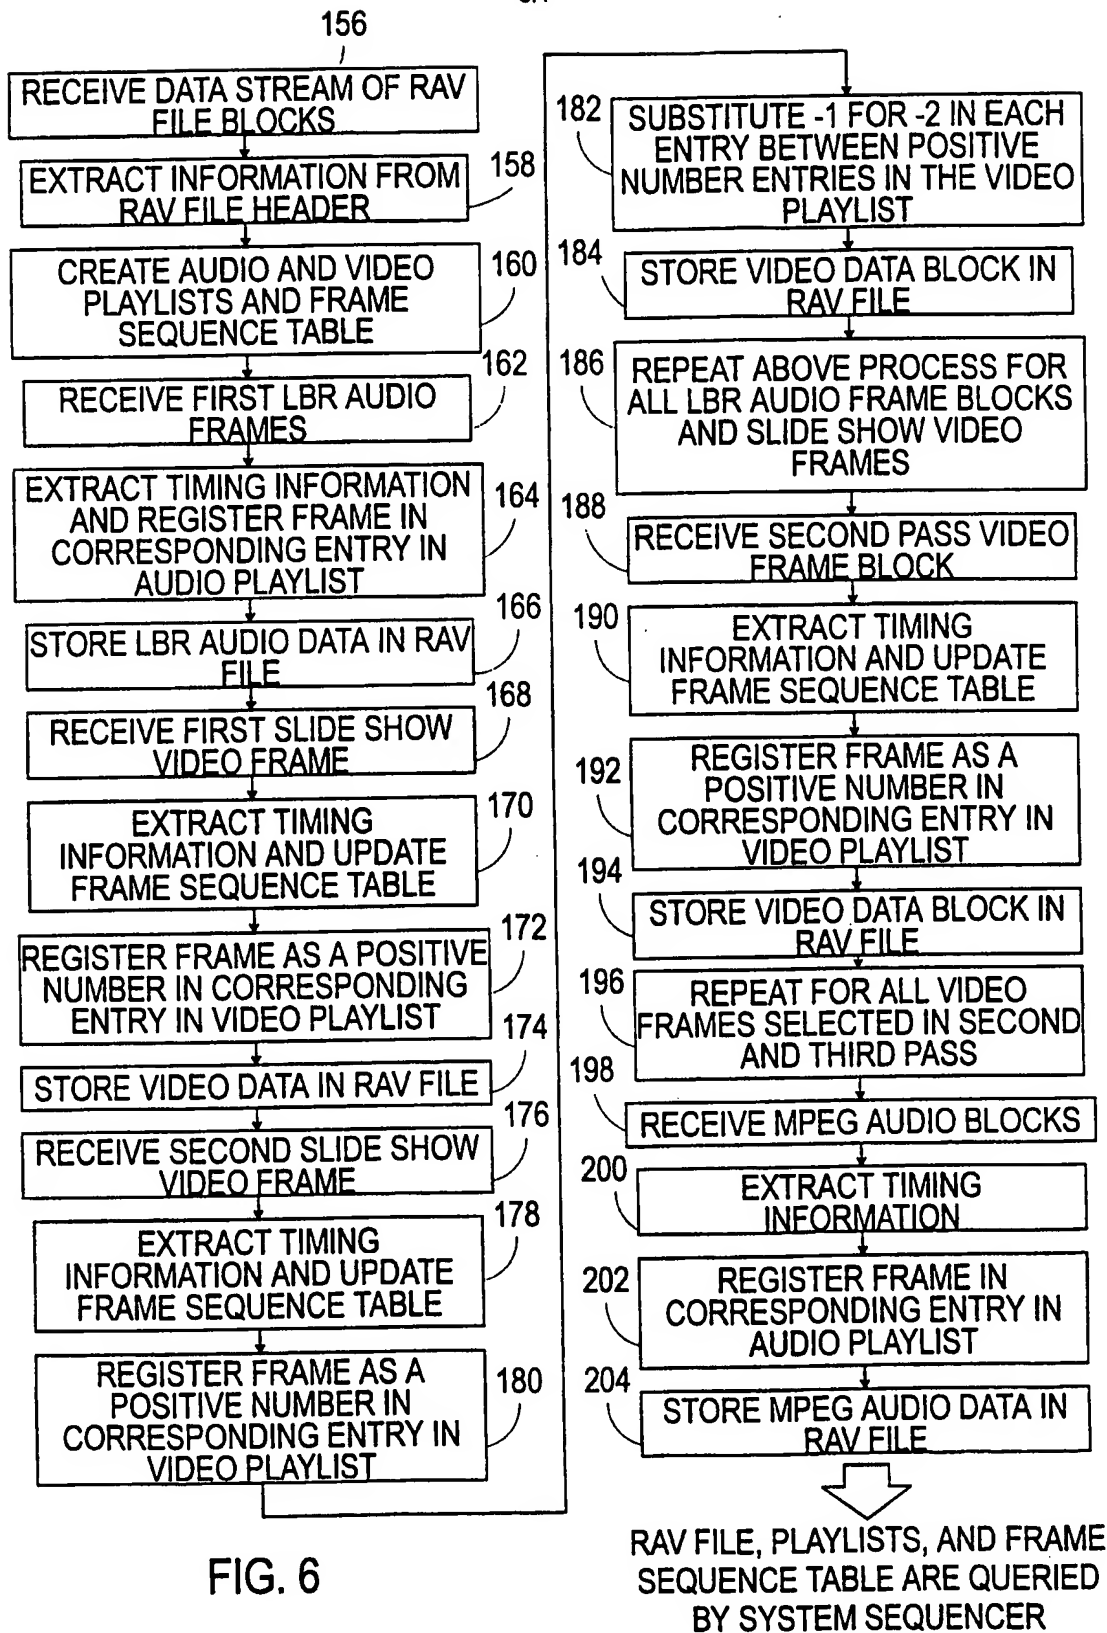 156
RECEIVE DATA STREAM OF RAV
FILE BLOCKS
EXTRACT INFORMATION FROM
RAV FILE HEADER
158
CREATE AUDIO AND VIDEO
PLAYLISTS AND FRAME
SEQUENCE TABLE
160
RECEIVE FIRST LBR AUDIO
FRAMES
162
EXTRACT TIMING INFORMATION
AND REGISTER FRAME IN
CORRESPONDING ENTRY IN
AUDIO PLAYLIST
164
STORE LBR AUDIO DATA IN RAV
FILE
166
RECEIVE FIRST SLIDE SHOW
VIDEO FRAME
168
EXTRACT TIMING
INFORMATION AND UPDATE
FRAME SEQUENCE TABLE
170
REGISTER FRAME AS A POSITIVE
NUMBER IN CORRESPONDING
ENTRY IN VIDEO PLAYLIST
172
STORE VIDEO DATA IN RAV FILE
174
RECEIVE SECOND SLIDE SHOW
VIDEO FRAME
176
EXTRACT TIMING
INFORMATION AND UPDATE
FRAME SEQUENCE TABLE
178
REGISTER FRAME AS A
POSITIVE NUMBER IN
CORRESPONDING ENTRY IN
VIDEO PLAYLIST
180
182
SUBSTITUTE -1 FOR -2 IN EACH
ENTRY BETWEEN POSITIVE
NUMBER ENTRIES IN THE VIDEO
PLAYLIST
184
STORE VIDEO DATA BLOCK IN
RAV FILE
186
REPEAT ABOVE PROCESS FOR
ALL LBR AUDIO FRAME BLOCKS
AND SLIDE SHOW VIDEO
FRAMES
188
RECEIVE SECOND PASS VIDEO
FRAME BLOCK
190
EXTRACT TIMING
INFORMATION AND UPDATE
FRAME SEQUENCE TABLE
192
REGISTER FRAME AS A
POSITIVE NUMBER IN
CORRESPONDING ENTRY IN
VIDEO PLAYLIST
194
STORE VIDEO DATA BLOCK IN
RAV FILE
196
REPEAT FOR ALL VIDEO
FRAMES SELECTED IN SECOND
AND THIRD PASS
198
RECEIVE MPEG AUDIO BLOCKS
200
EXTRACT TIMING
INFORMATION
202
REGISTER FRAME IN
CORRESPONDING ENTRY IN
AUDIO PLAYLIST
204
STORE MPEG AUDIO DATA IN
RAV FILE
RAV FILE, PLAYLISTS, AND FRAME
SEQUENCE TABLE ARE QUERIED
BY SYSTEM SEQUENCER
FIG. 6